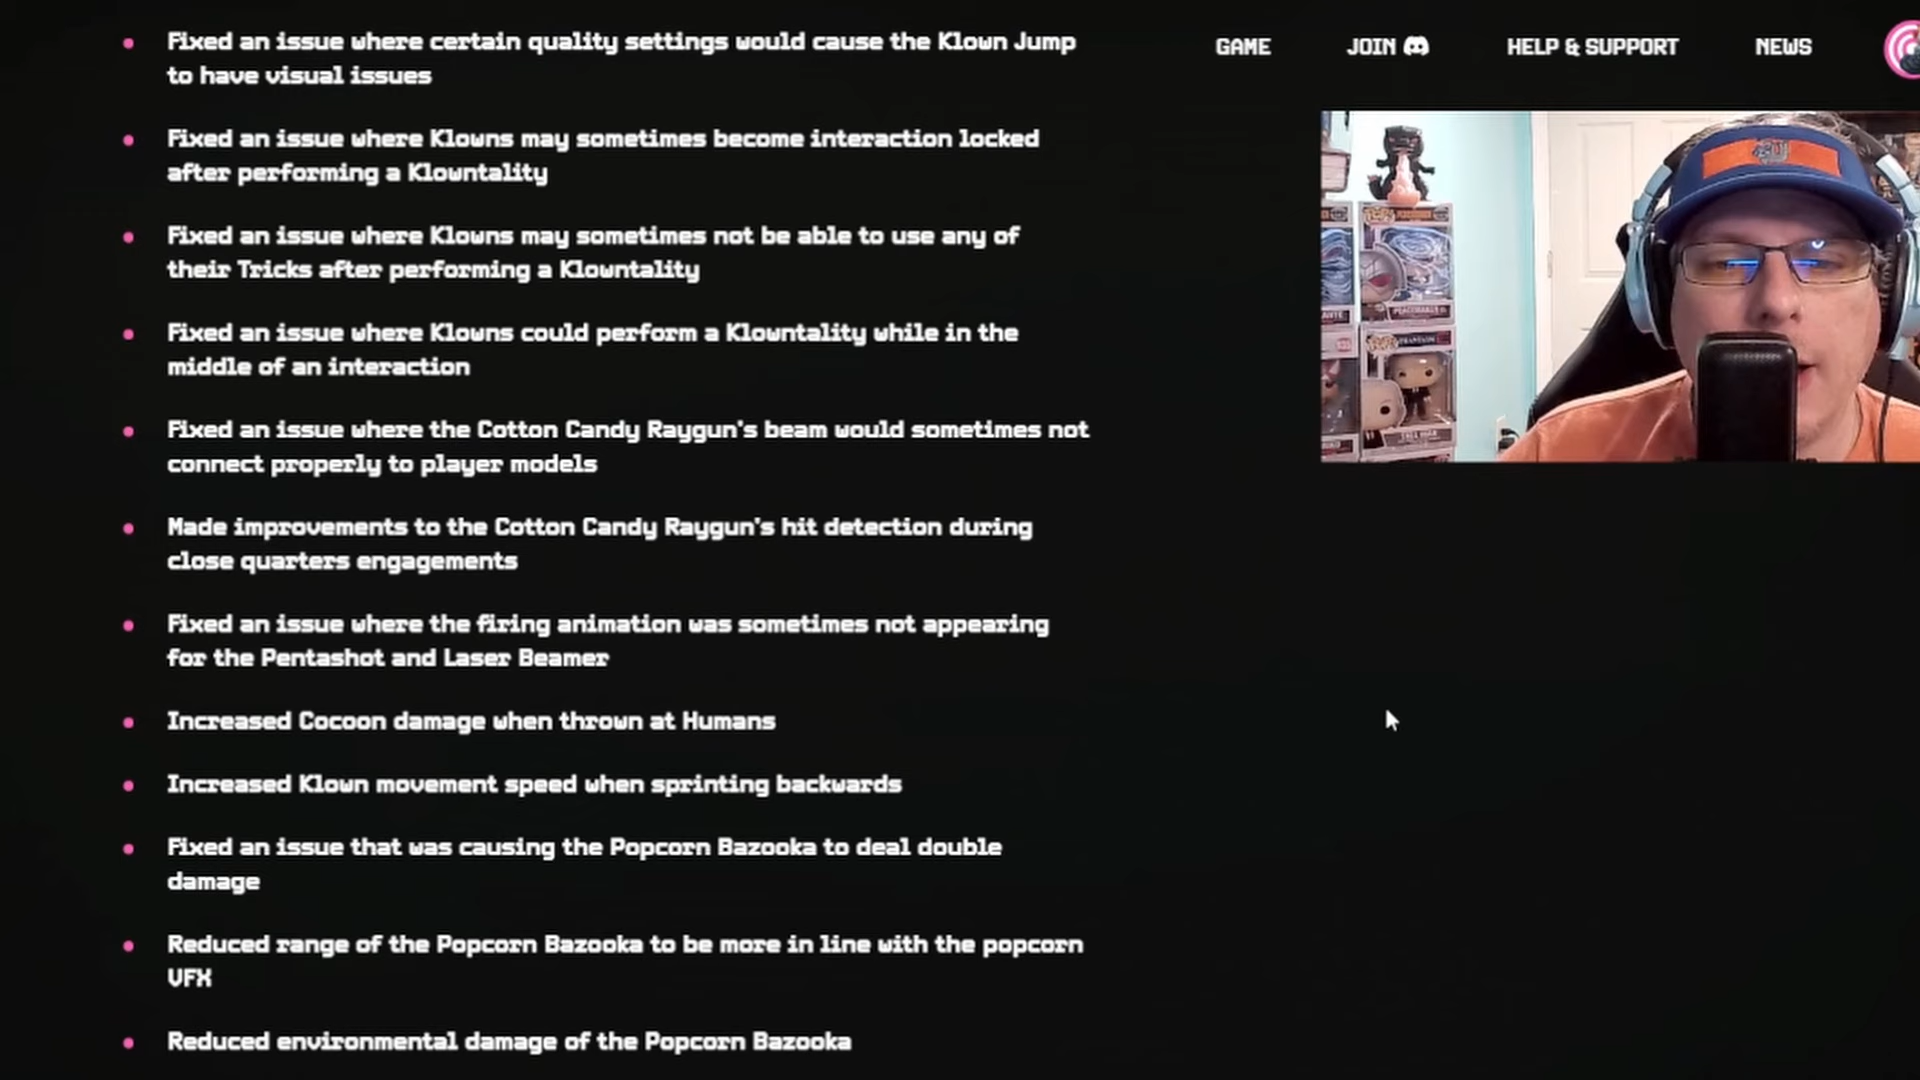 Fixed an issue where certain quality settings would cause the Klown Jump
to have visual issues
Fixed an issue where Klowns may sometimes become interaction locked
after performing a Klowntality
Fixed an issue where Klowns may sometimes not be able to use any of
their Tricks after performing a Klowntality
Fixed an issue where Klowns could perform a Klowntality while in the
middle of an interaction
Fixed an issue where the Cotton Candy Raygun's beam would sometimes not
connect properly to player models
Made improvements to the Cotton Candy Raygun's hit detection during
close quarters engagements
Fixed an issue where the firing animation was sometimes not appearing
for the Pentashot and Laser Beamer
Increased Cocoon damage when thrown at Humans
Increased Klown movement speed when sprinting backwards
Fixed an issue that was causing the Popcorn Bazooka to deal double
damage
Reduced range of the Popcorn Bazooka to be more in line with the popcorn
VFX
Reduced environmental damage of the Popcorn Bazooka
GAME
JOIN
HELP & SUPPORT
NEWS